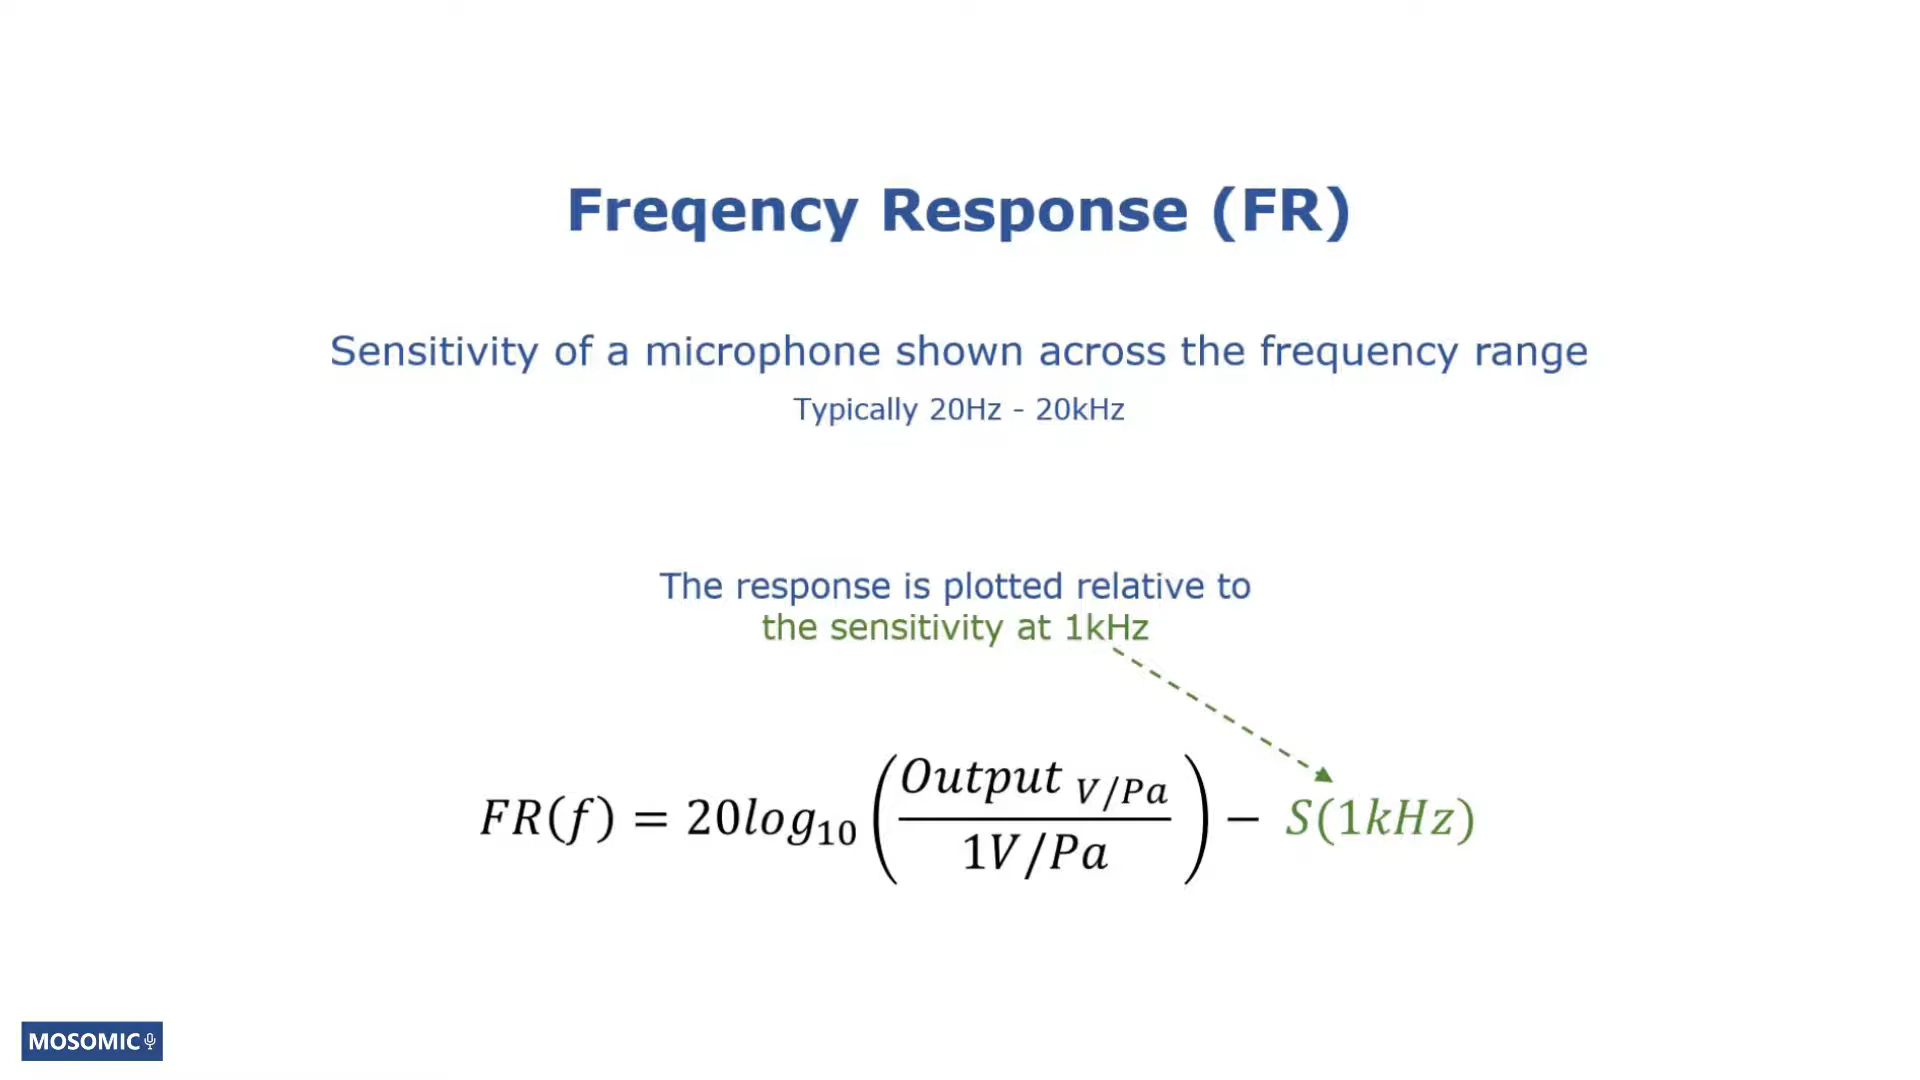 Freqency Response (FR)
Sensitivity of a microphone shown across the frequency range
Typically 20Hz - 20kHz
The response is plotted relative to
the sensitivity at 1kHz
FR(f) = 20log₁₀ (Output V/Pa / 1V/Pa) − S(1kHz)
MOSOMIC